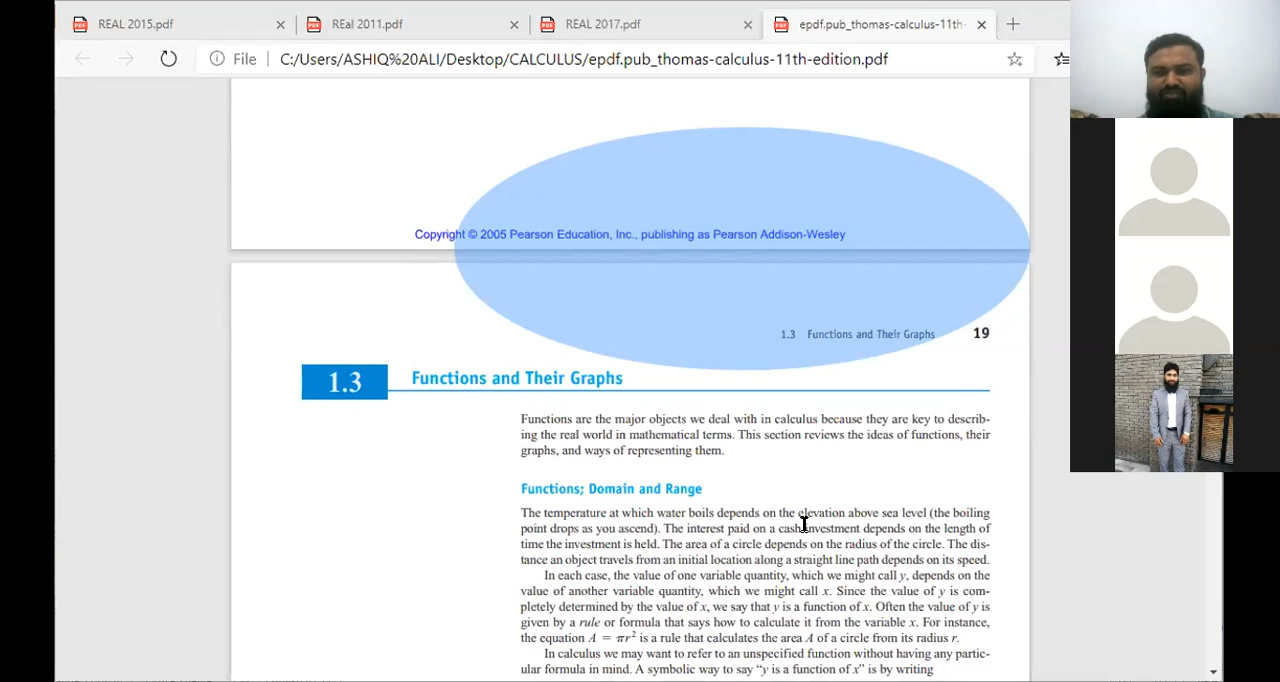 REAL 2015.pdf
REal 2011.pdf
REAL 2017.pdf
epdf.pub_thomas-calculus-11th-
File C:/Users/ASHIQ%20ALI/Desktop/CALCULUS/epdf.pub_thomas-calculus-11th-edition.pdf
Copyright © 2005 Pearson Education, Inc., publishing as Pearson Addison-Wesley
1.3 Functions and Their Graphs 19
1.3 Functions and Their Graphs
Functions are the major objects we deal with in calculus because they are key to describ-
ing the real world in mathematical terms. This section reviews the ideas of functions, their
graphs, and ways of representing them.
Functions; Domain and Range
The temperature at which water boils depends on the elevation above sea level (the boiling
point drops as you ascend). The interest paid on a cash investment depends on the length of
time the investment is held. The area of a circle depends on the radius of the circle. The dis-
tance an object travels from an initial location along a straight line path depends on its speed.
In each case, the value of one variable quantity, which we might call y, depends on the
value of another variable quantity, which we might call x. Since the value of y is com-
pletely determined by the value of x, we say that y is a function of x. Often the value of y is
given by a rule or formula that says how to calculate it from the variable x. For instance,
the equation A = πr² is a rule that calculates the area A of a circle from its radius r.
In calculus we may want to refer to an unspecified function without having any partic-
ular formula in mind. A symbolic way to say “y is a function of x” is by writing